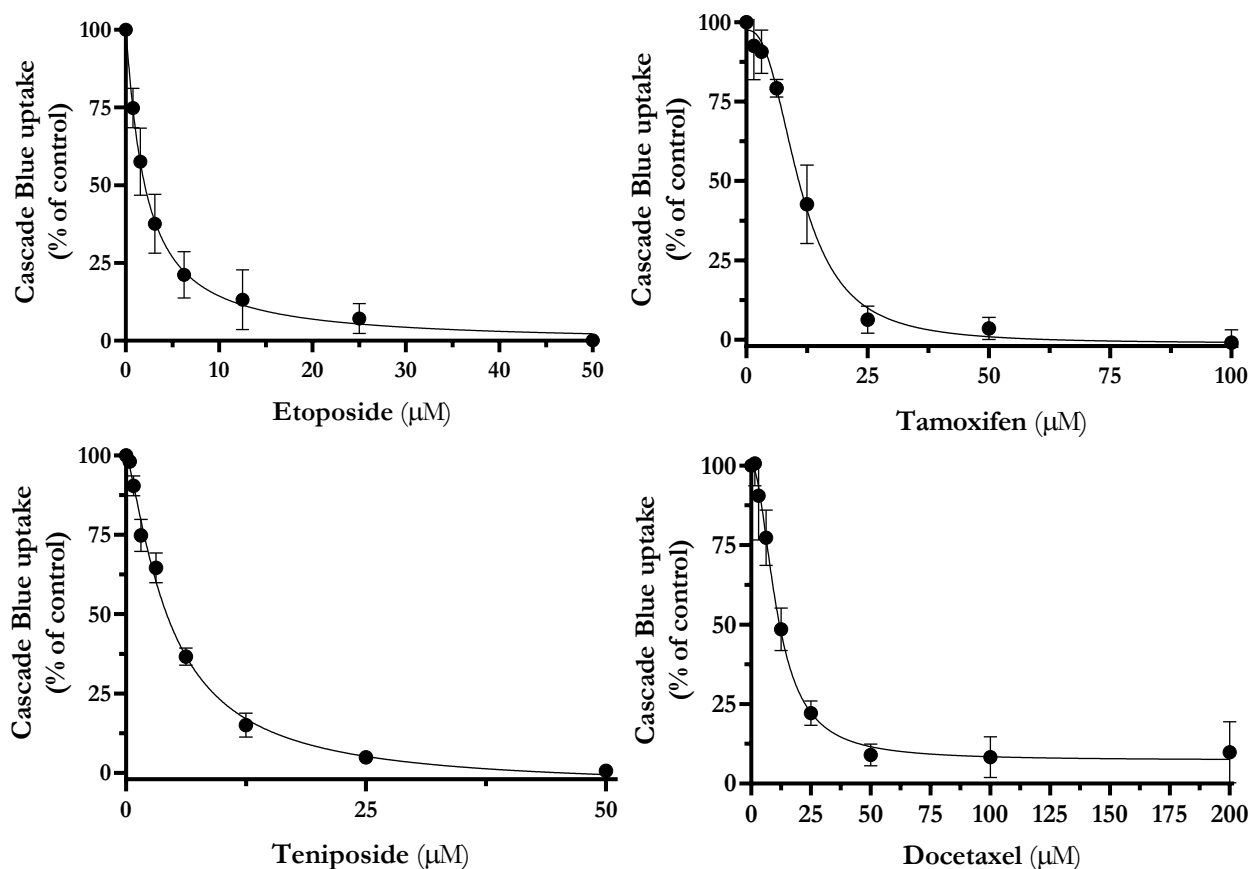 Cascade Blue uptake
(% of control)
100
75
50
25
0
0 10 20 30 40 50
Etoposide (μM)
Cascade Blue uptake
(% of control)
100
75
50
25
0
0 25 50 75 100
Tamoxifen (μM)
Cascade Blue uptake
(% of control)
100
75
50
25
0
0 25 50
Teniposide (μM)
Cascade Blue uptake
(% of control)
100
75
50
25
0
0 25 50 75 100 125 150 175 200
Docetaxel (μM)